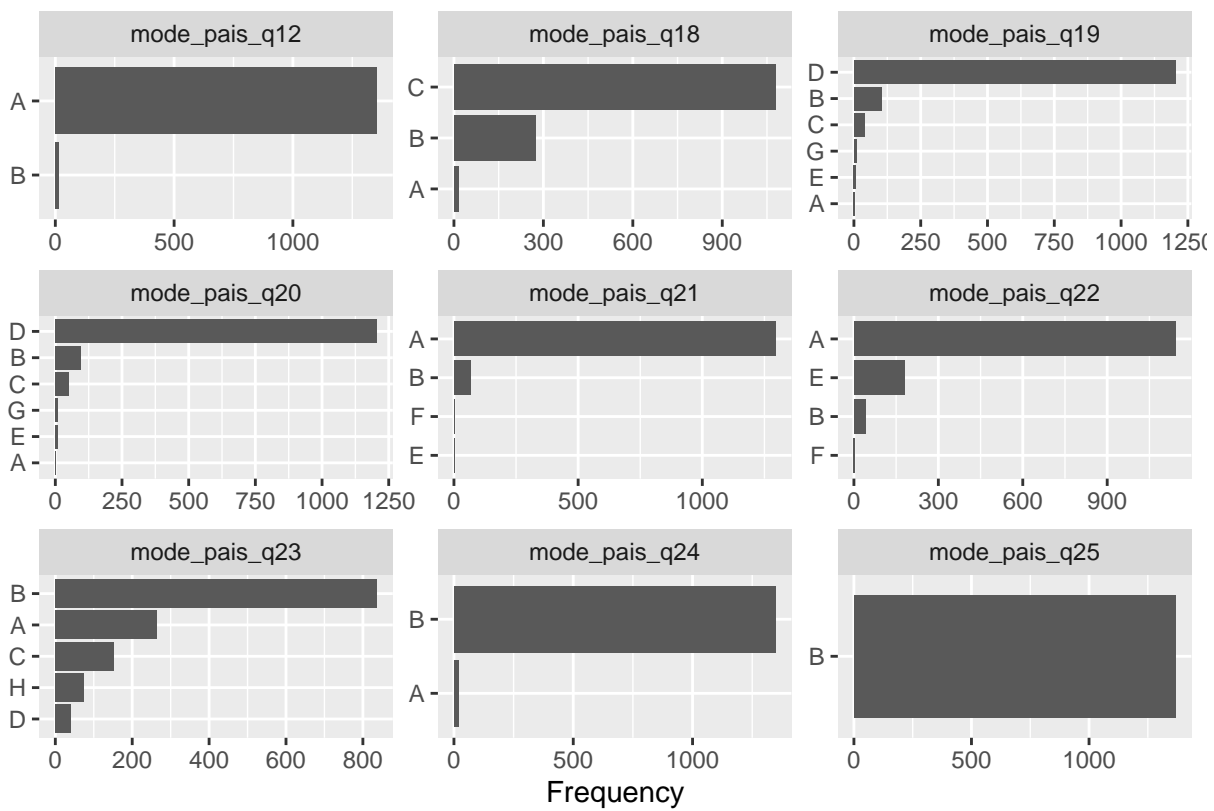 mode_pais_q12 mode_pais_q18 mode_pais_q19
A
B
0 500 1000
C
B
A
0 300 600 900
D
B
C
G
E
A
0 250 500 750 1000 1250
mode_pais_q20 mode_pais_q21 mode_pais_q22
D
B
C
G
E
A
0 250 500 750 1000 1250
A
B
F
E
0 500 1000
A
E
B
F
0 300 600 900
mode_pais_q23 mode_pais_q24 mode_pais_q25
B
A
C
H
D
0 200 400 600 800
B
A
0 500 1000
B
0 500 1000
Frequency